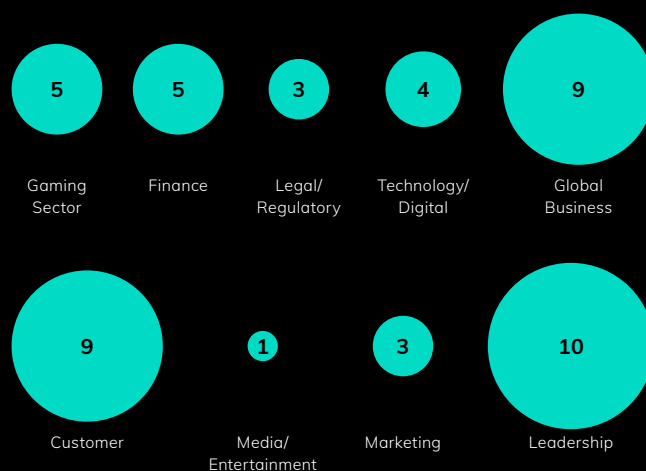 5 5 3 4 9
Gaming Finance Legal/ Technology/ Global
Sector Regulatory Digital Business
9 1 3 10
Customer Media/ Marketing Leadership
Entertainment